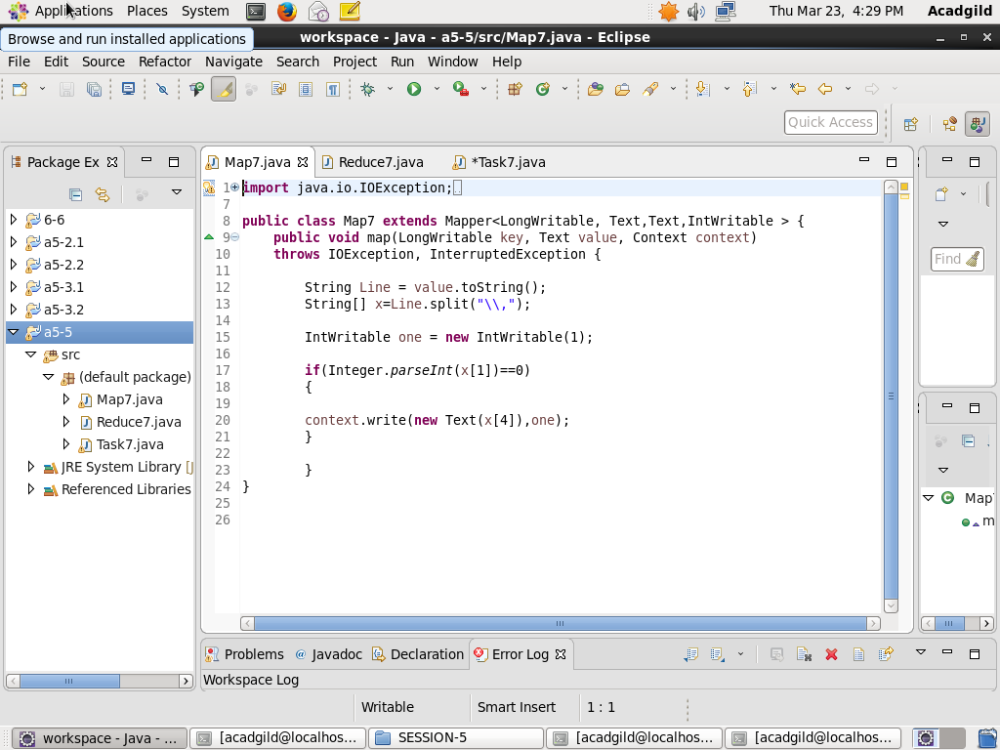 Applications Places System Thu Mar 23, 4:29 PM Acadgild
Browse and run installed applications
workspace - Java - a5-5/src/Map7.java - Eclipse
File Edit Source Refactor Navigate Search Project Run Window Help
Quick Access
Package Ex
Map7.java Reduce7.java *Task7.java
6-6
a5-2.1
a5-2.2
a5-3.1
a5-3.2
a5-5
src
(default package)
Map7.java
Reduce7.java
Task7.java
JRE System Library [J
Referenced Libraries
1 import java.io.IOException;
7
8 public class Map7 extends Mapper<LongWritable, Text,Text,IntWritable > {
9 public void map(LongWritable key, Text value, Context context)
10 throws IOException, InterruptedException {
11
12 String Line = value.toString();
13 String[] x=Line.split("\\,");
14
15 IntWritable one = new IntWritable(1);
16
17 if(Integer.parseInt(x[1])==0)
18 {
19
20 context.write(new Text(x[4]),one);
21 }
22
23 }
24 }
25
26
Find
Map
m
Problems Javadoc Declaration Error Log
Workspace Log
Writable Smart Insert 1 : 1
workspace - Java - ... [acadgild@localhos... SESSION-5 [acadgild@localhos... [acadgild@localhos...